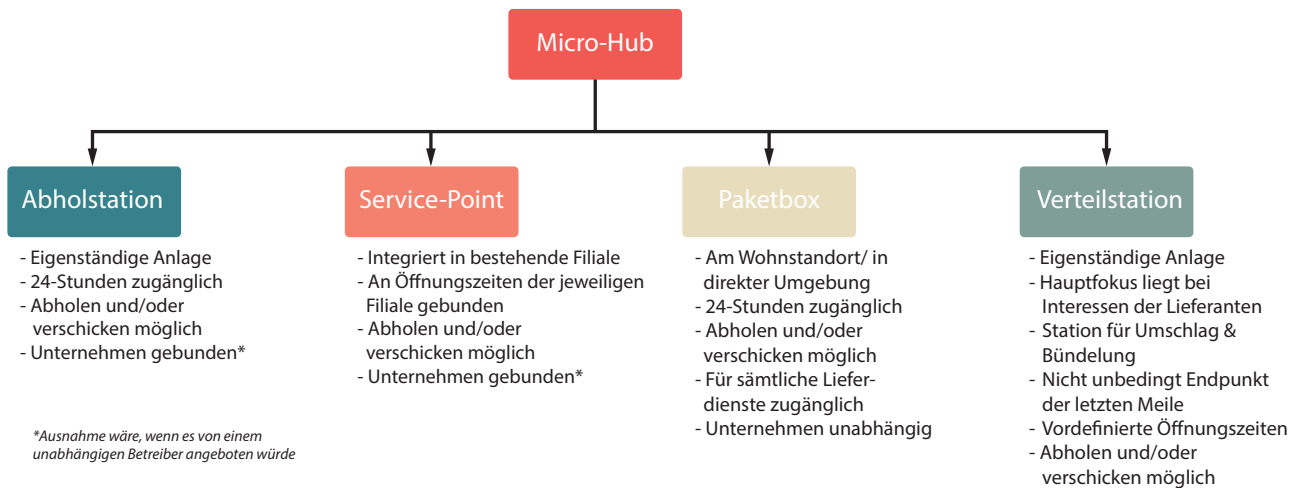 Micro-Hub
Abholstation
- Eigenständige Anlage
- 24-Stunden zugänglich
- Abholen und/oder
verschicken möglich
- Unternehmen gebunden*
*Ausnahme wäre, wenn es von einem
unabhängigen Betreiber angeboten würde
Service-Point
- Integriert in bestehende Filiale
- An Öffnungszeiten der jeweiligen
Filiale gebunden
- Abholen und/oder
verschicken möglich
- Unternehmen gebunden*
Paketbox
- Am Wohnstandort/ in
direkter Umgebung
- 24-Stunden zugänglich
- Abholen und/oder
verschicken möglich
- Für sämtliche Liefer-
dienste zugänglich
- Unternehmen unabhängig
Verteilstation
- Eigenständige Anlage
- Hauptfokus liegt bei
Interessen der Lieferanten
- Station für Umschlag &
Bündelung
- Nicht unbedingt Endpunkt
der letzten Meile
- Vordefinierte Öffnungszeiten
- Abholen und/oder
verschicken möglich